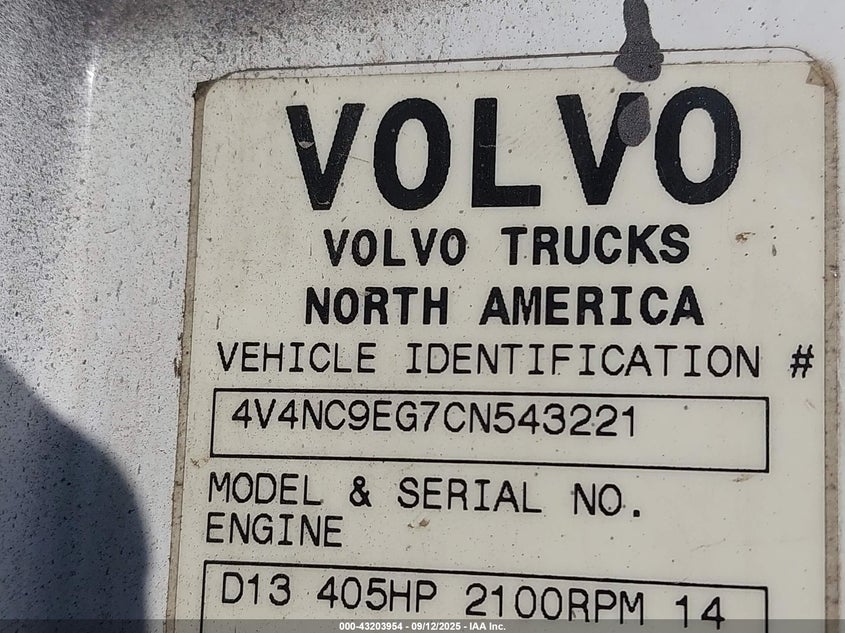 VOLVO
VOLVO TRUCKS
NORTH AMERICA
VEHICLE IDENTIFICATION #
4V4NC9EG7CN543221
MODEL & SERIAL NO.
ENGINE
D13 405HP 2100RPM 14
000-43203954 - 09/12/2025 - IAA Inc.